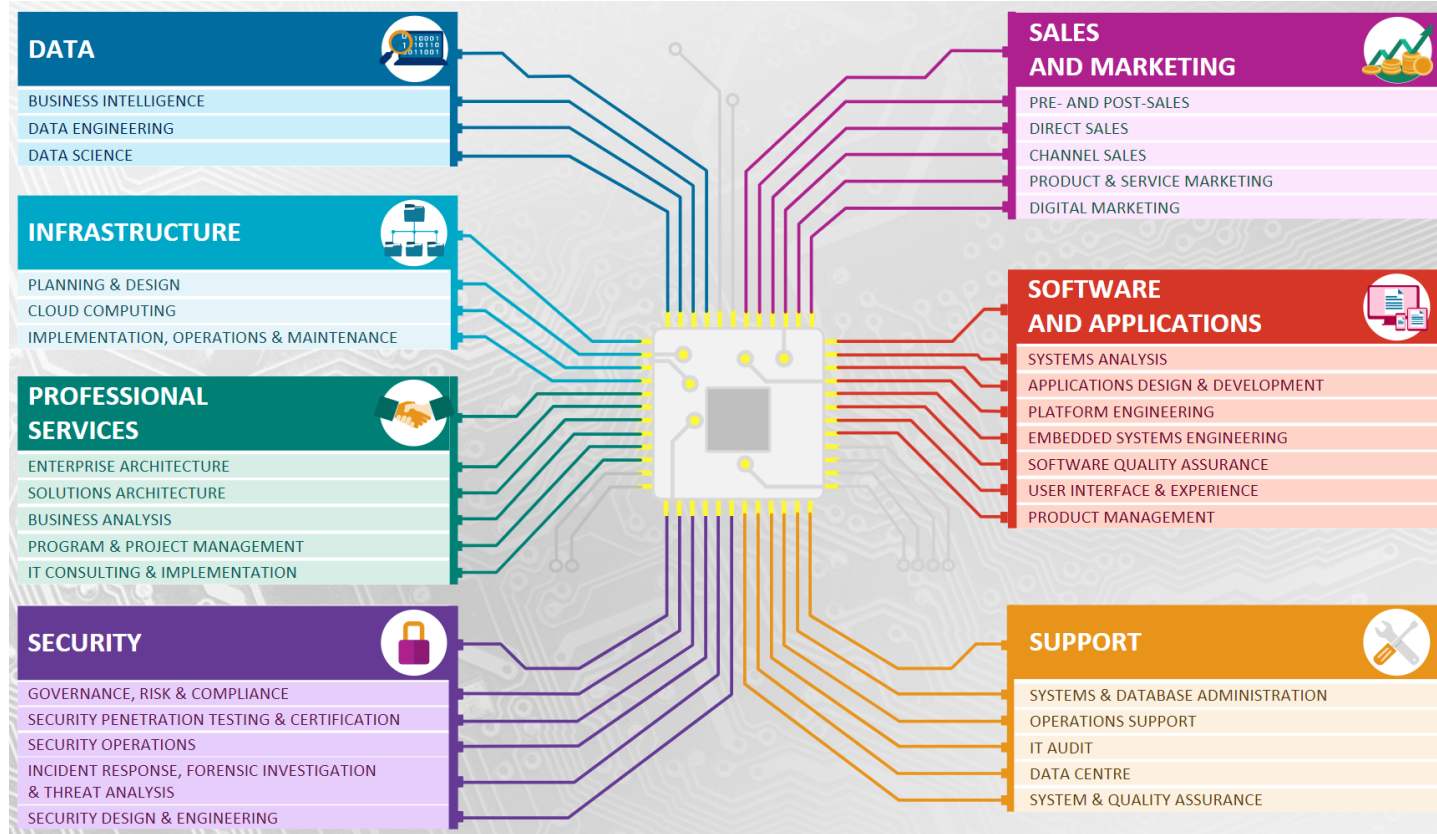 DATA
10001
10110
011001
BUSINESS INTELLIGENCE
DATA ENGINEERING
DATA SCIENCE
INFRASTRUCTURE
PLANNING & DESIGN
CLOUD COMPUTING
IMPLEMENTATION, OPERATIONS & MAINTENANCE
PROFESSIONAL
SERVICES
ENTERPRISE ARCHITECTURE
SOLUTIONS ARCHITECTURE
BUSINESS ANALYSIS
PROGRAM & PROJECT MANAGEMENT
IT CONSULTING & IMPLEMENTATION
SECURITY
GOVERNANCE, RISK & COMPLIANCE
SECURITY PENETRATION TESTING & CERTIFICATION
SECURITY OPERATIONS
INCIDENT RESPONSE, FORENSIC INVESTIGATION
& THREAT ANALYSIS
SECURITY DESIGN & ENGINEERING
SALES
AND MARKETING
PRE- AND POST-SALES
DIRECT SALES
CHANNEL SALES
PRODUCT & SERVICE MARKETING
DIGITAL MARKETING
SOFTWARE
AND APPLICATIONS
SYSTEMS ANALYSIS
APPLICATIONS DESIGN & DEVELOPMENT
PLATFORM ENGINEERING
EMBEDDED SYSTEMS ENGINEERING
SOFTWARE QUALITY ASSURANCE
USER INTERFACE & EXPERIENCE
PRODUCT MANAGEMENT
SUPPORT
SYSTEMS & DATABASE ADMINISTRATION
OPERATIONS SUPPORT
IT AUDIT
DATA CENTRE
SYSTEM & QUALITY ASSURANCE